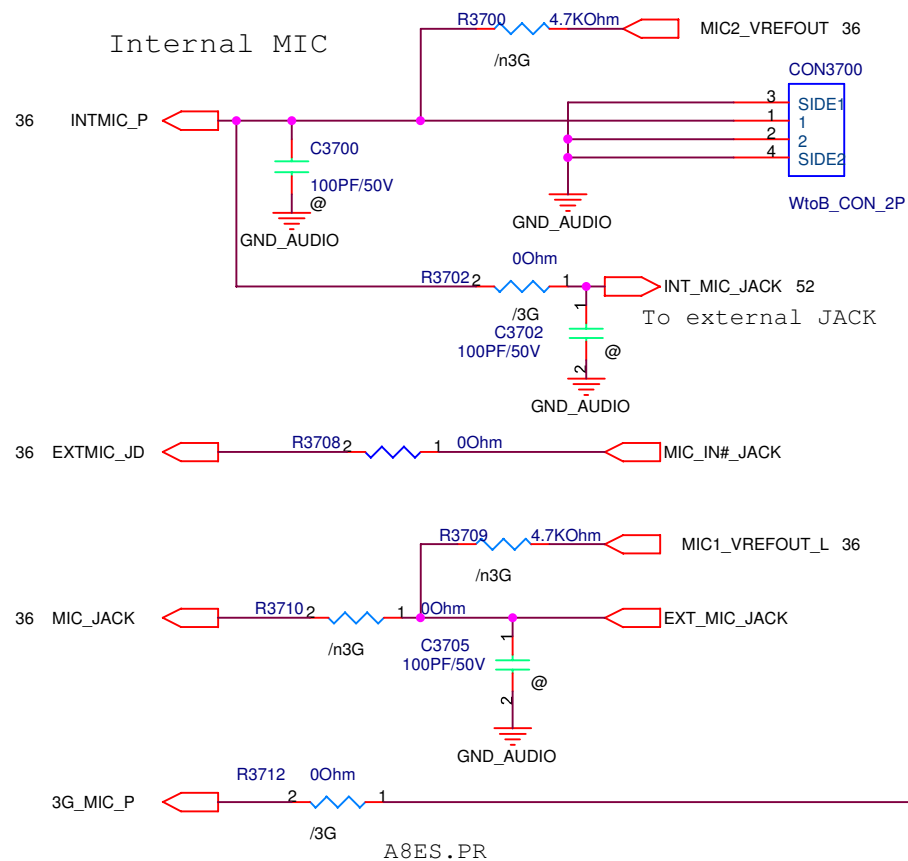 R3700 4.7KOhm
MIC2_VREFOUT 36
Internal MIC
/n3G
CON3700
3 SIDE1
36 INTMIC_P
1 1
2 2
4 SIDE2
C3700
100PF/50V
@
GND_AUDIO
GND_AUDIO
WtoB_CON_2P
0Ohm
R3702 2 1
INT_MIC_JACK 52
/3G
To external JACK
1
C3702
100PF/50V
@
2
GND_AUDIO
36 EXTMIC_JD
R3708 2 1 0Ohm
MIC_IN#_JACK
R3709 4.7KOhm
MIC1_VREFOUT_L 36
/n3G
36 MIC_JACK
R3710 2 1 0Ohm
EXT_MIC_JACK
/n3G
1
C3705
100PF/50V
@
2
GND_AUDIO
R3712 0Ohm
3G_MIC_P
2 1
/3G
A8ES.PR